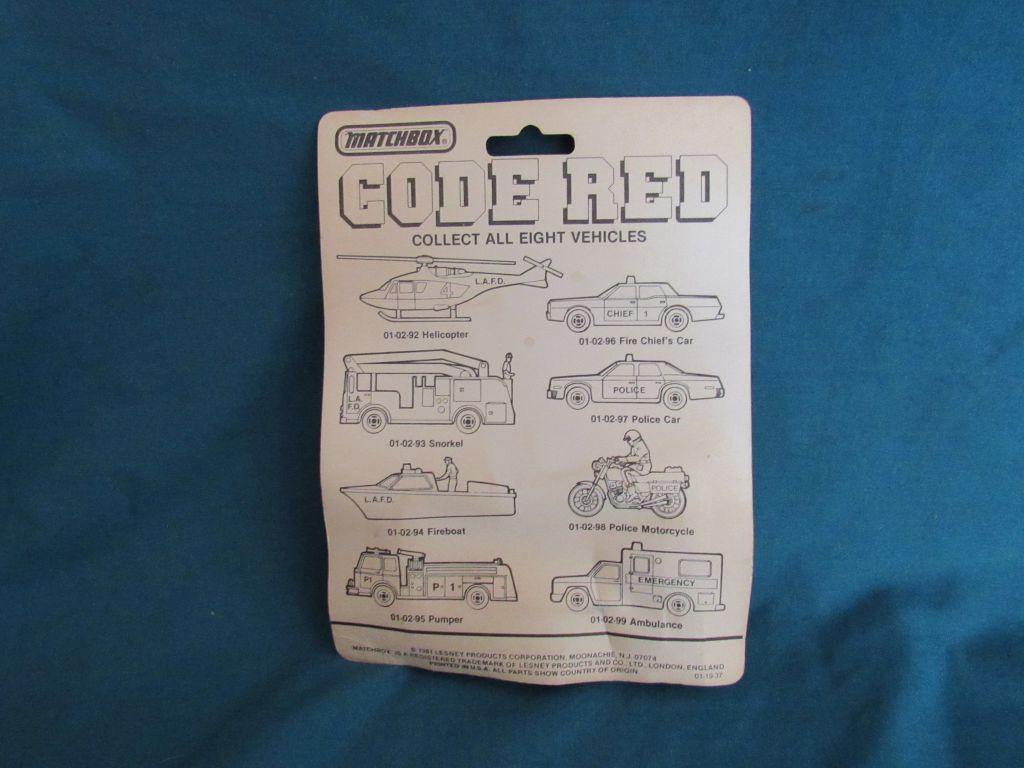 MATCHBOX®
CODE RED
COLLECT ALL EIGHT VEHICLES
4
L.A.F.D.
01-02-92 Helicopter
CHIEF 1
01-02-96 Fire Chief's Car
L.A.
F.D.
01-02-93 Snorkel
POLICE
01-02-97 Police Car
L.A.F.D.
01-02-94 Fireboat
POLICE
01-02-98 Police Motorcycle
P1
P 1
01-02-95 Pumper
EMERGENCY
01-02-99 Ambulance
© 1981 LESNEY PRODUCTS CORPORATION, MOONACHIE, N.J. 07074
"MATCHBOX" IS A REGISTERED TRADEMARK OF LESNEY PRODUCTS AND CO. LTD., LONDON, ENGLAND
PRINTED IN U.S.A. ALL PARTS SHOW COUNTRY OF ORIGIN.
01-19-37